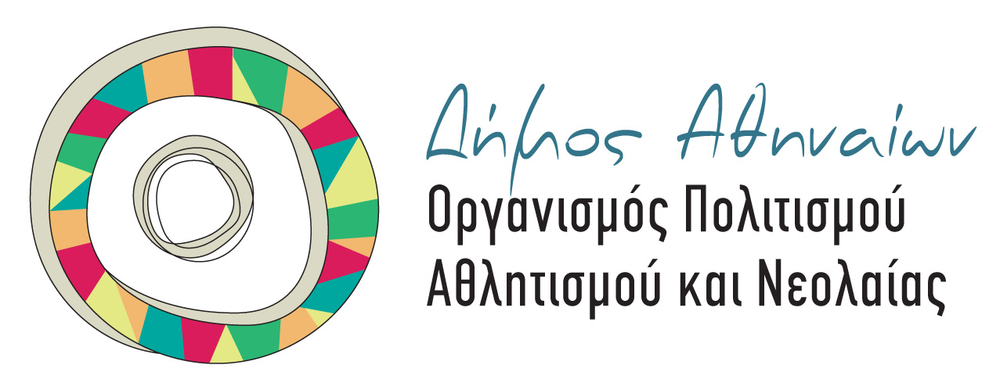 Δήμος Αθηναίων
Οργανισμός Πολιτισμού
Αθλητισμού και Νεολαίας